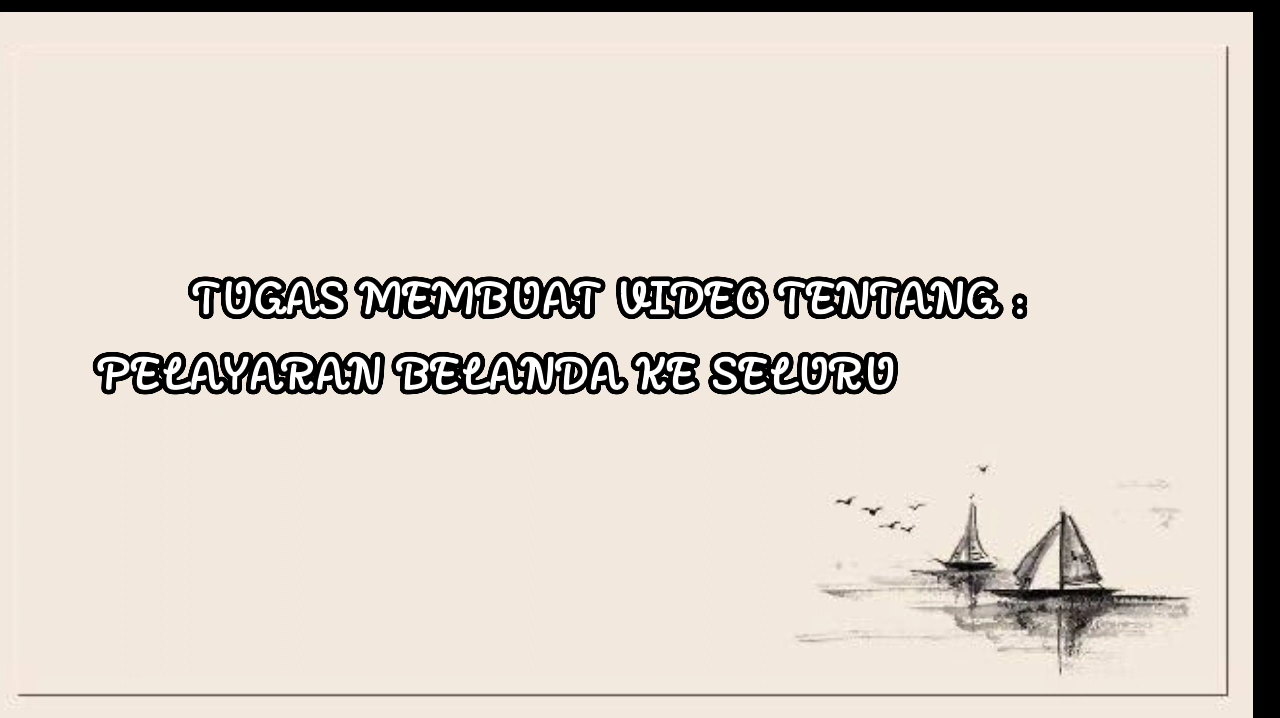 TUGAS MEMBUAT VIDEO TENTANG :
PELAYARAN BELANDA KE SELURU